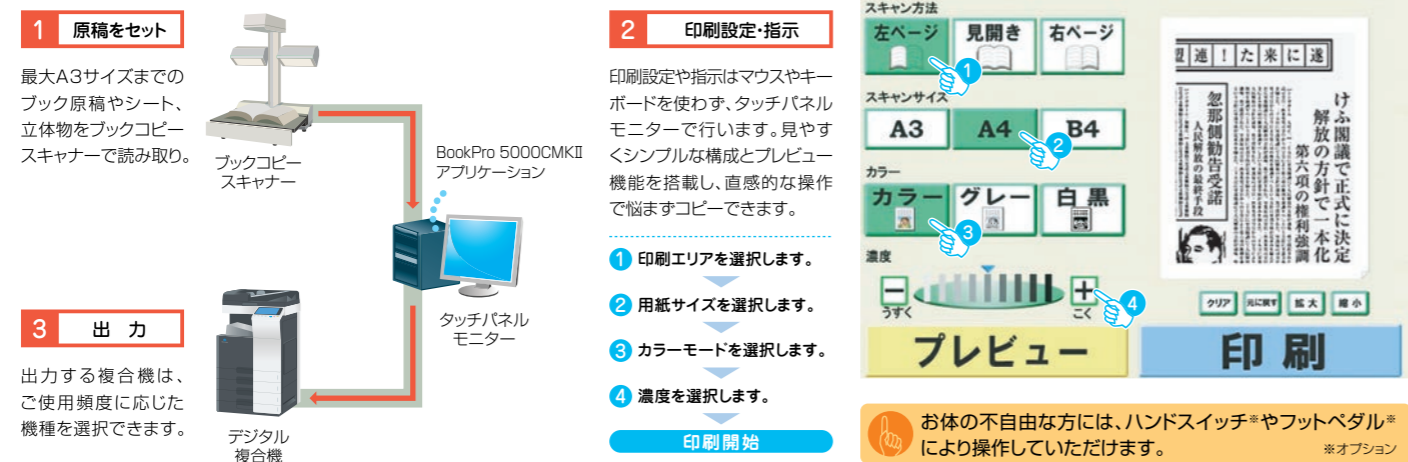 1 原稿をセット
最大A3サイズまでの
ブック原稿やシート、
立体物をブックコピー
スキャナーで読み取り。
ブックコピー
スキャナー
BookPro 5000CMKⅡ
アプリケーション
タッチパネル
モニター
3 出 力
出力する複合機は、
ご使用頻度に応じた
機種を選択できます。
デジタル
複合機
2 印刷設定・指示
印刷設定や指示はマウスやキー
ボードを使わず、タッチパネル
モニターで行います。見やす
くシンプルな構成とプレビュー
機能を搭載し、直感的な操作
で悩まずコピーできます。
1 印刷エリアを選択します。
2 用紙サイズを選択します。
3 カラーモードを選択します。
4 濃度を選択します。
印刷開始
スキャン方法
左ページ 見開き 右ページ
1
スキャンサイズ
A3 A4 B4
2
カラー
カラー グレー 白黒
3
濃度
うすく こく
4
プレビュー 印刷
遂に来た!連盟
けふ閣議で正式に決定
解放の方針で一本化
第六項の権利強調
忽那側勧告受諾
人民解放の最終手段
クリア 元に戻す 拡大 縮小
お体の不自由な方には、ハンドスイッチ※やフットペダル※
により操作していただけます。 ※オプション